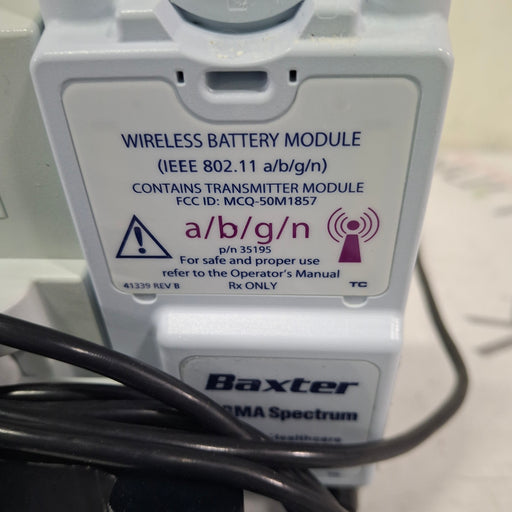 WIRELESS BATTERY MODULE
(IEEE 802.11 a/b/g/n)
CONTAINS TRANSMITTER MODULE
FCC ID: MCQ-50M1857
a/b/g/n
p/n 35195
For safe and proper use
refer to the Operator's Manual
41339 REV B Rx ONLY TC
Baxter
Spectrum